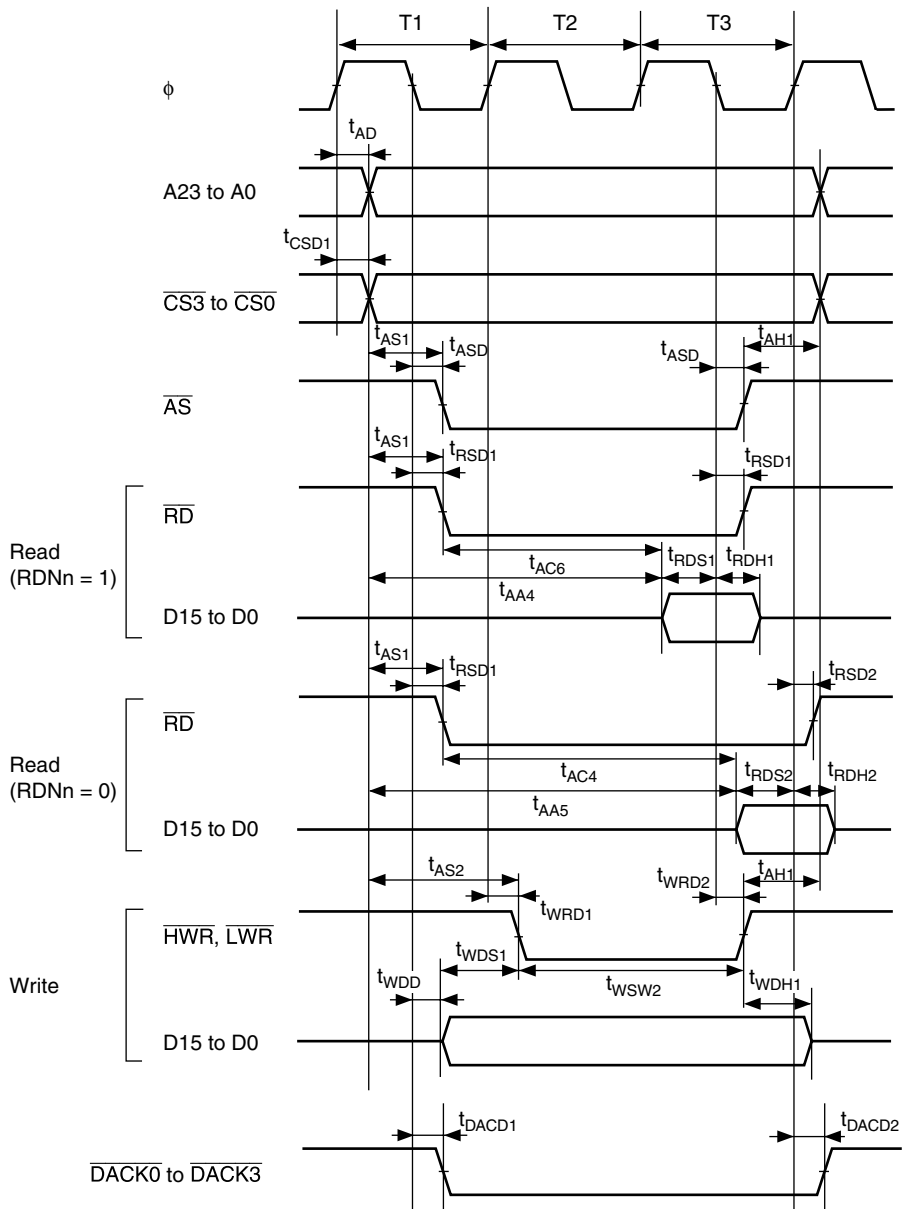 T1 T2 T3
ϕ
tAD
A23 to A0
tCSD1
CS3 to CS0
tAS1 tASD tASD tAH1
AS
tAS1 tRSD1 tRSD1
RD
Read
(RDNn = 1)
tAC6 tRDS1 tRDH1
tAA4
D15 to D0
tAS1 tRSD1 tRSD2
RD
Read
(RDNn = 0)
tAC4 tRDS2 tRDH2
tAA5
D15 to D0
tAS2 tWRD1 tWRD2 tAH1
HWR, LWR
Write
tWDD tWDS1 tWSW2 tWDH1
D15 to D0
tDACD1 tDACD2
DACK0 to DACK3